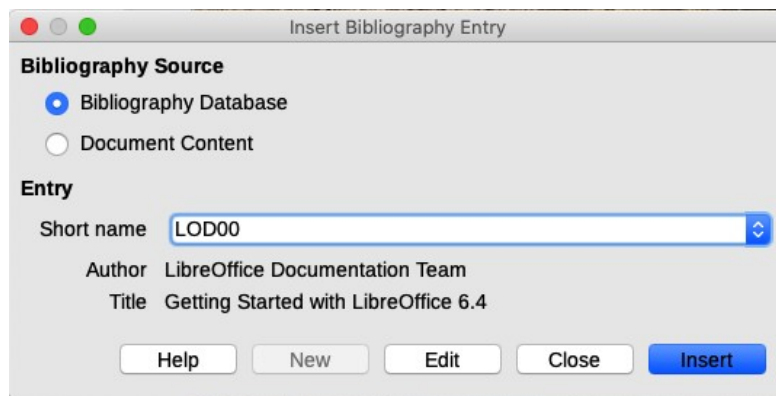 Insert Bibliography Entry
Bibliography Source
Bibliography Database
Document Content
Entry
Short name LOD00
Author LibreOffice Documentation Team
Title Getting Started with LibreOffice 6.4
Help New Edit Close Insert